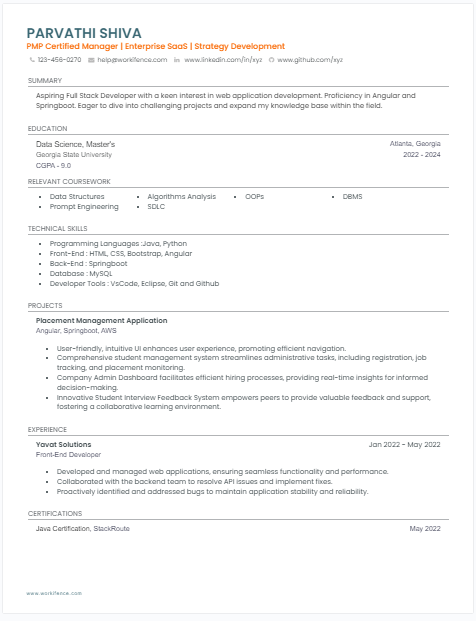 PARVATHI SHIVA
PMP Certified Manager | Enterprise SaaS | Strategy Development
123-456-0270 help@workifence.com www.linkedin.com/in/xyz www.github.com/xyz
SUMMARY
Aspiring Full Stack Developer with a keen interest in web application development. Proficiency in Angular and
Springboot. Eager to dive into challenging projects and expand my knowledge base within the field.
EDUCATION
Data Science, Master's Atlanta, Georgia
Georgia State University 2022 - 2024
CGPA - 9.0
RELEVANT COURSEWORK
• Data Structures • Algorithms Analysis • OOPs • DBMS
• Prompt Engineering • SDLC
TECHNICAL SKILLS
• Programming Languages :Java, Python
• Front-End : HTML, CSS, Bootstrap, Angular
• Back-End : Springboot
• Database : MySQL
• Developer Tools : VsCode, Eclipse, Git and Github
PROJECTS
Placement Management Application
Angular, Springboot, AWS
• User-friendly, intuitive UI enhances user experience, promoting efficient navigation.
• Comprehensive student management system streamlines administrative tasks, including registration, job
tracking, and placement monitoring.
• Company Admin Dashboard facilitates efficient hiring processes, providing real-time insights for informed
decision-making.
• Innovative Student Interview Feedback System empowers peers to provide valuable feedback and support,
fostering a collaborative learning environment.
EXPERIENCE
Yavat Solutions Jan 2022 - May 2022
Front-End Developer
• Developed and managed web applications, ensuring seamless functionality and performance.
• Collaborated with the backend team to resolve API issues and implement fixes.
• Proactively identified and addressed bugs to maintain application stability and reliability.
CERTIFICATIONS
Java Certification, StackRoute May 2022
www.workifence.com